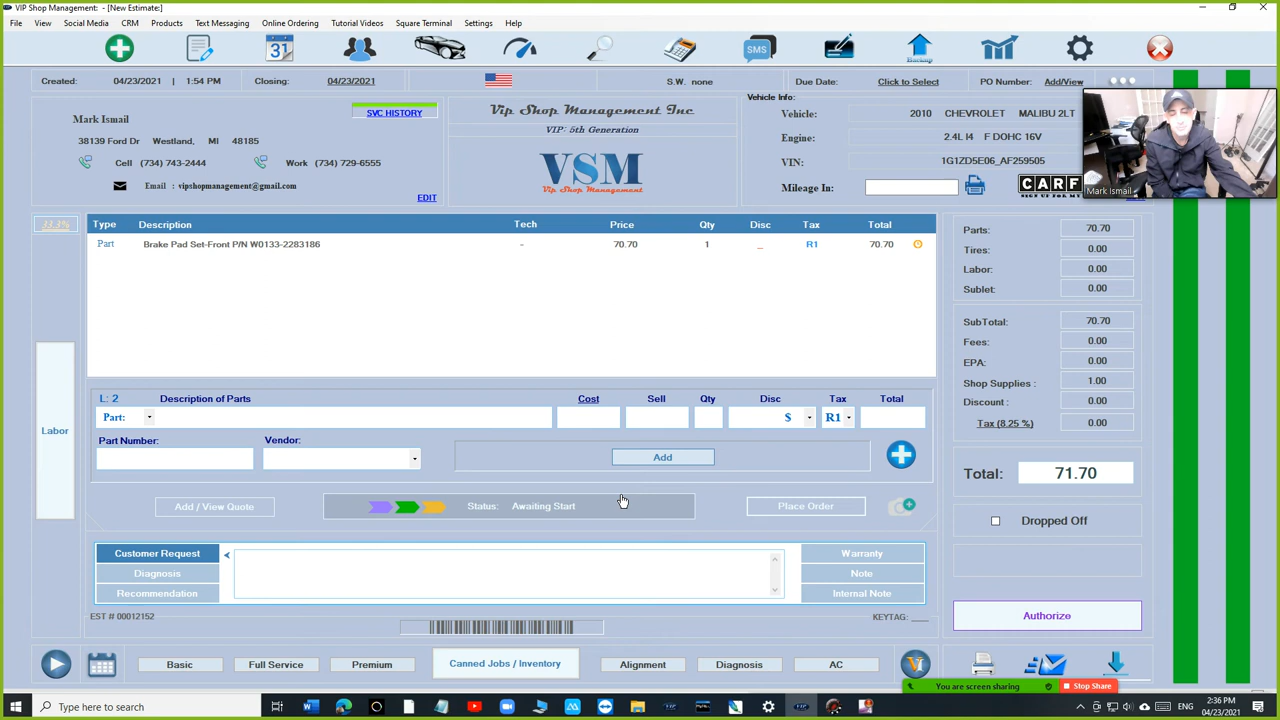 VIP Shop Management: - [New Estimate:]
File View Social Media CRM Products Text Messaging Online Ordering Tutorial Videos Square Terminal Settings Help
31 SMS Backup
Created: 04/23/2021 | 1:54 PM Closing: 04/23/2021 S.W. none Due Date: Click to Select PO Number: Add/View
Mark Ismail
SVC HISTORY
38139 Ford Dr Westland, MI 48185
Cell (734) 743-2444 Work (734) 729-6555
Email : vipshopmanagement@gmail.com
EDIT
Vip Shop Management Inc
VIP: 5th Generation
VSM
Vip Shop Management
Vehicle Info:
Vehicle: 2010 CHEVROLET MALIBU 2LT
Engine: 2.4L I4 F DOHC 16V
VIN: 1G1ZD5E06_AF259505
Mileage In: CARF
Mark Ismail
33.3%
Type Description Tech Price Qty Disc Tax Total
Part Brake Pad Set-Front P/N W0133-2283186 - 70.70 1 _ R1 70.70
Labor
L: 2 Description of Parts Cost Sell Qty Disc Tax Total
Part: $ R1
Part Number: Vendor:
Add
Add / View Quote Status: Awaiting Start Place Order
Customer Request
Diagnosis
Recommendation
Warranty
Note
Internal Note
EST # 00012152 KEYTAG: ____
Parts: 70.70
Tires: 0.00
Labor: 0.00
Sublet: 0.00
SubTotal: 70.70
Fees: 0.00
EPA: 0.00
Shop Supplies : 1.00
Discount : 0.00
Tax (8.25 %) 0.00
Total: 71.70
Dropped Off
Authorize
Basic Full Service Premium Canned Jobs / Inventory Alignment Diagnosis AC
You are screen sharing Stop Share
Type here to search
ENG
2:36 PM
04/23/2021